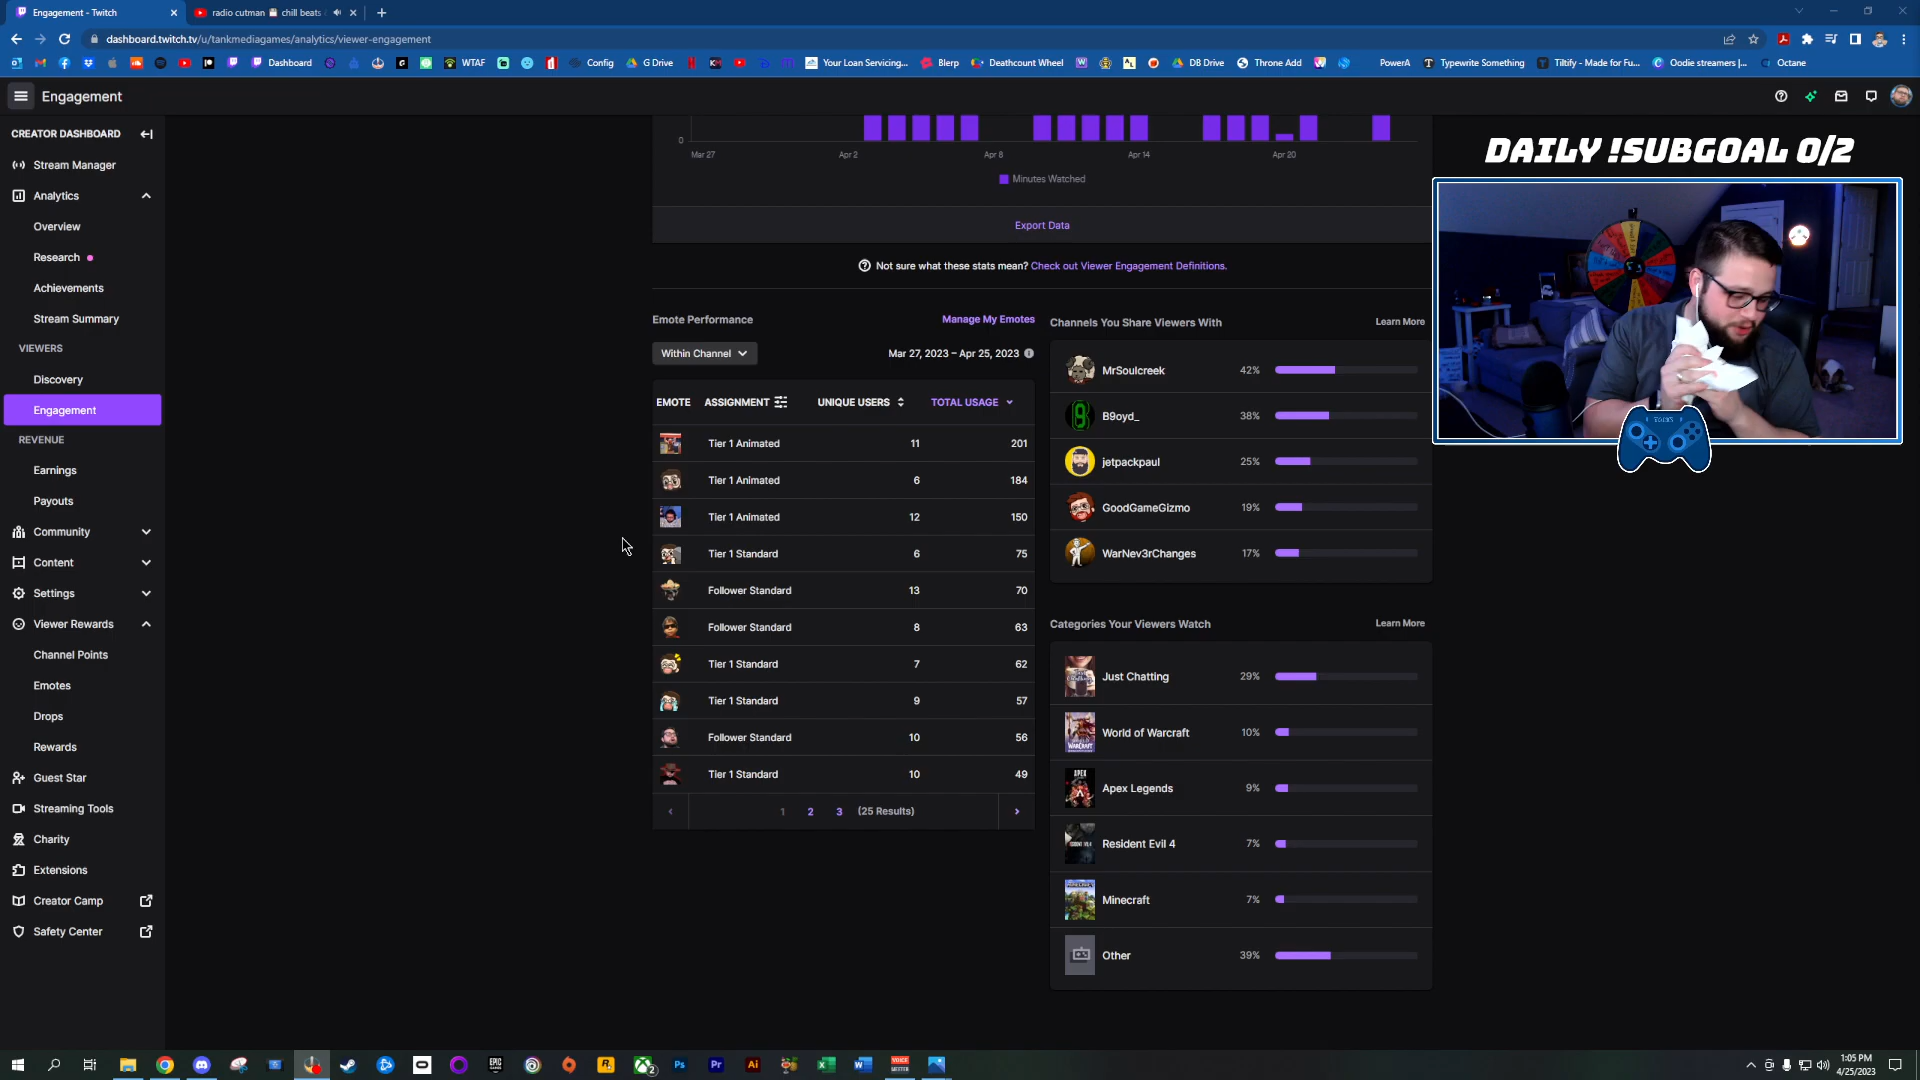 Engagement - Twitch
radio cutman 💾 chill beats
dashboard.twitch.tv/u/tankmediagames/analytics/viewer-engagement
Dashboard
WTAF
Config
G Drive
Your Loan Servicing...
Blerp
Deathcount Wheel
DB Drive
Throne Add
PowerA
Typewrite Something
Tiltify - Made for Fu...
Oodie streamers |...
Octane
Engagement
CREATOR DASHBOARD
Stream Manager
Analytics
Overview
Research
Achievements
Stream Summary
VIEWERS
Discovery
Engagement
REVENUE
Earnings
Payouts
Community
Content
Settings
Viewer Rewards
Channel Points
Emotes
Drops
Rewards
Guest Star
Streaming Tools
Charity
Extensions
Creator Camp
Safety Center
0
Mar 27 Apr 2 Apr 8 Apr 14 Apr 20
Minutes Watched
Export Data
Not sure what these stats mean? Check out Viewer Engagement Definitions.
Emote Performance Manage My Emotes
Within Channel Mar 27, 2023 – Apr 25, 2023
EMOTE ASSIGNMENT UNIQUE USERS TOTAL USAGE
Tier 1 Animated 11 201
Tier 1 Animated 6 184
Tier 1 Animated 12 150
Tier 1 Standard 6 75
Follower Standard 13 70
Follower Standard 8 63
Tier 1 Standard 7 62
Tier 1 Standard 9 57
Follower Standard 10 56
Tier 1 Standard 10 49
1 2 3 (25 Results)
Channels You Share Viewers With Learn More
MrSoulcreek 42%
B9oyd_ 38%
jetpackpaul 25%
GoodGameGizmo 19%
WarNev3rChanges 17%
Categories Your Viewers Watch Learn More
Just Chatting 29%
World of Warcraft 10%
Apex Legends 9%
Resident Evil 4 7%
Minecraft 7%
Other 39%
DAILY !SUBGOAL 0/2
1:05 PM
4/25/2023